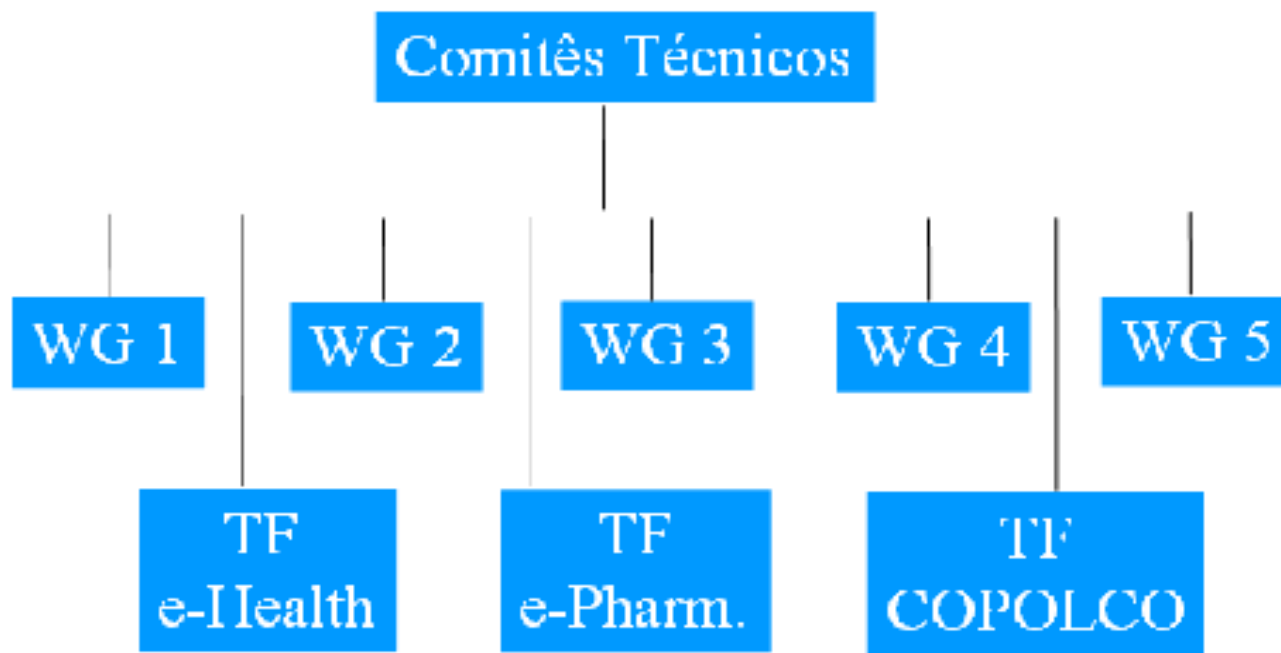 Comitês Técnicos
WG 1
WG 2
WG 3
WG 4
WG 5
TF
e-Health
TF
e-Pharm.
TF
COPOLCO